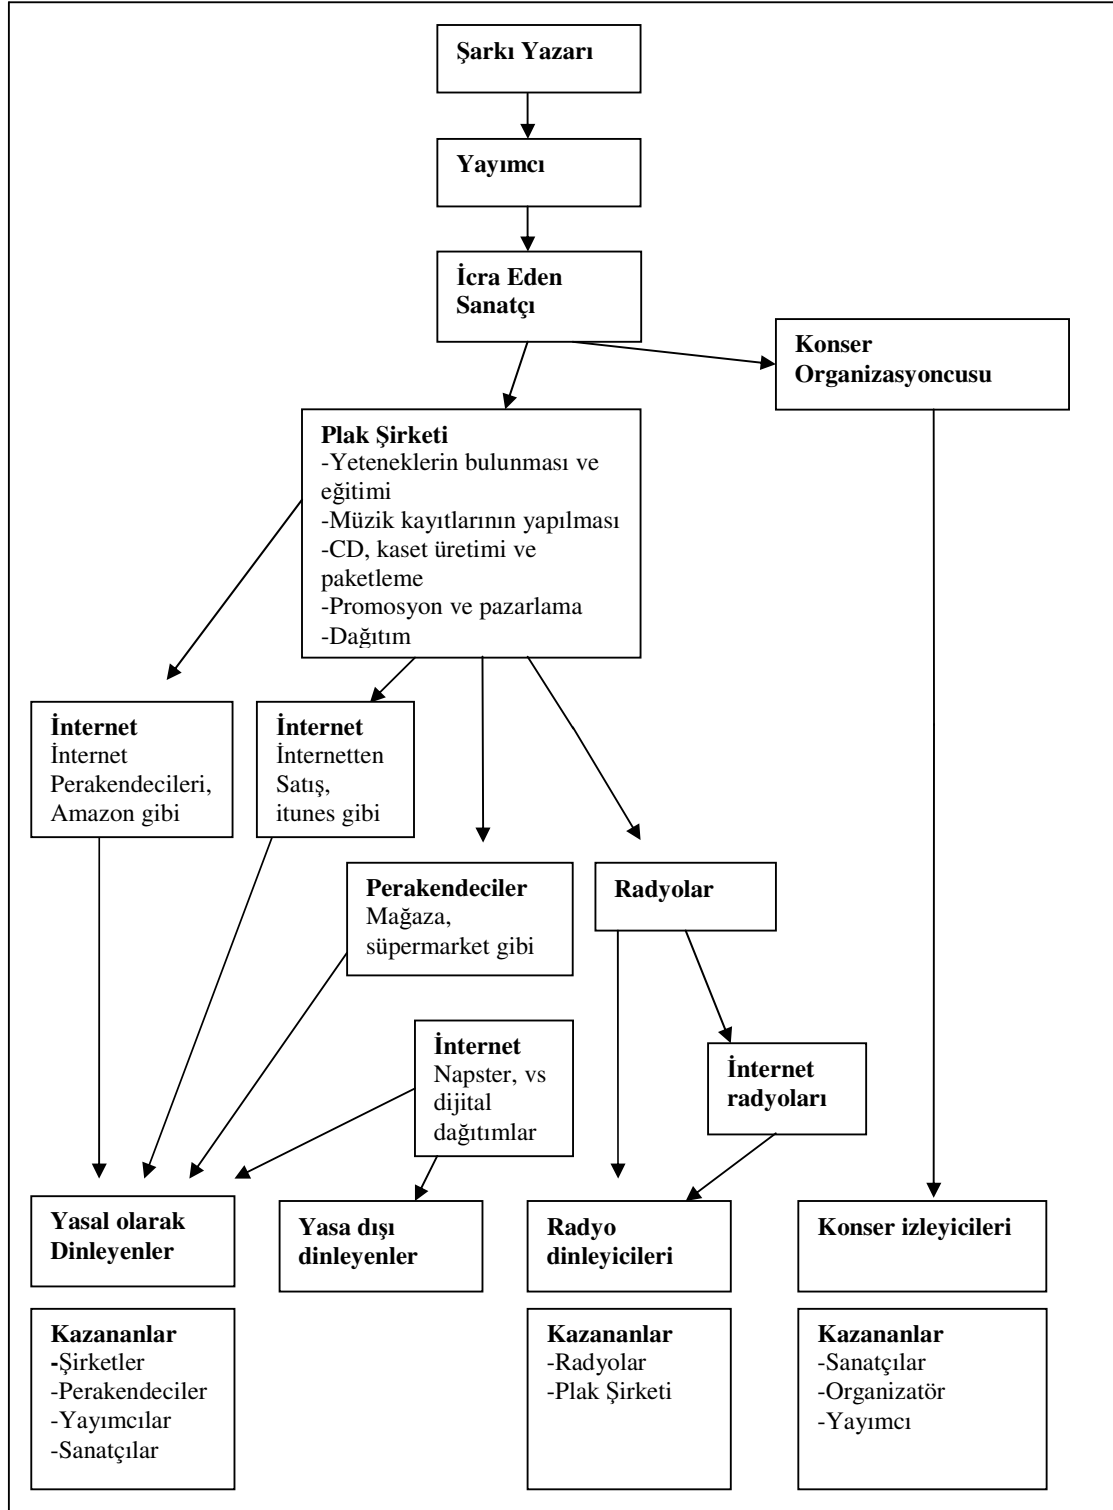 Şarkı Yazarı
Yayımcı
İcra Eden
Sanatçı
Konser
Organizasyoncusu
Plak Şirketi
-Yeteneklerin bulunması ve
eğitimi
-Müzik kayıtlarının yapılması
-CD, kaset üretimi ve
paketleme
-Promosyon ve pazarlama
-Dağıtım
İnternet
İnternet
Perakendecileri,
Amazon gibi
İnternet
İnternetten
Satış,
itunes gibi
Perakendeciler
Mağaza,
süpermarket gibi
Radyolar
İnternet
Napster, vs
dijital
dağıtımlar
İnternet
radyoları
Yasal olarak
Dinleyenler
Yasa dışı
dinleyenler
Radyo
dinleyicileri
Konser izleyicileri
Kazananlar
-Şirketler
-Perakendeciler
-Yayımcılar
-Sanatçılar
Kazananlar
-Radyolar
-Plak Şirketi
Kazananlar
-Sanatçılar
-Organizatör
-Yayımcı